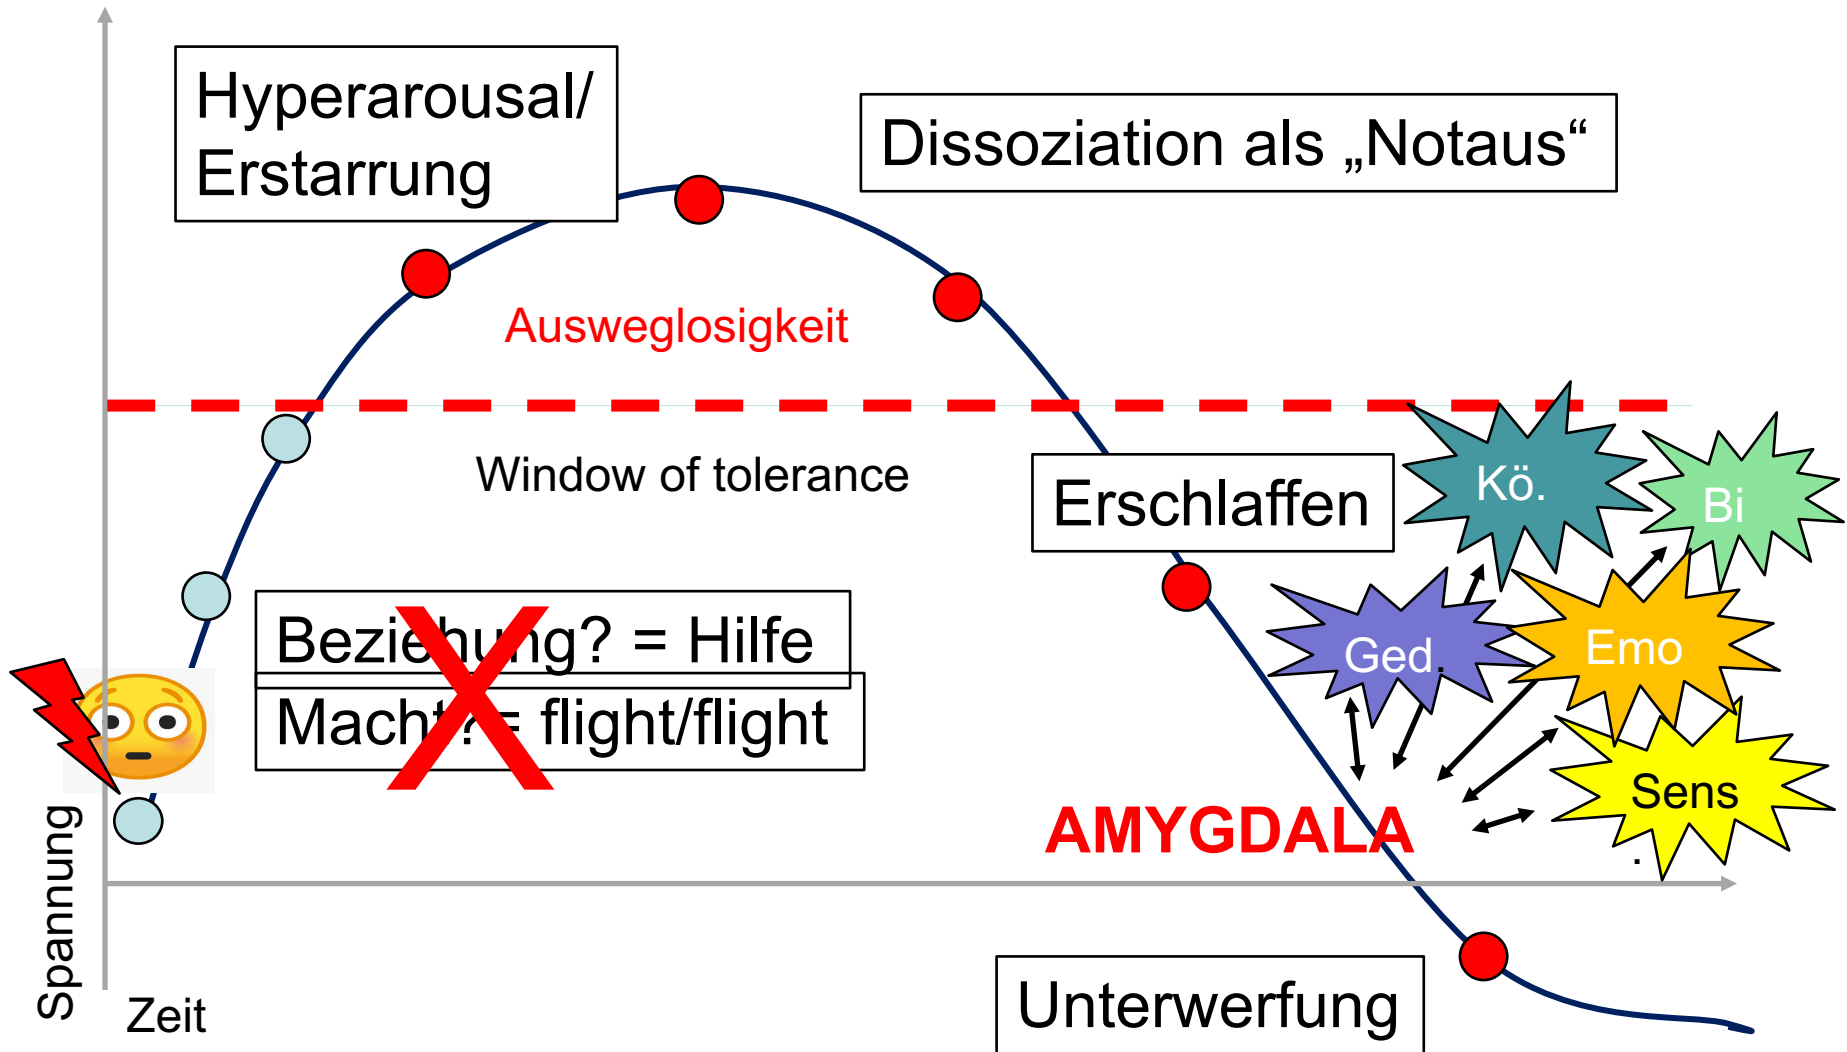 Hyperarousal/
Erstarrung
Dissoziation als „Notaus“
Ausweglosigkeit
Window of tolerance
Erschlaffen
Kö.
Bi
Beziehung? = Hilfe
Macht?= flight/flight
Ged.
Emo
Sens
.
AMYGDALA
Spannung
Zeit
Unterwerfung